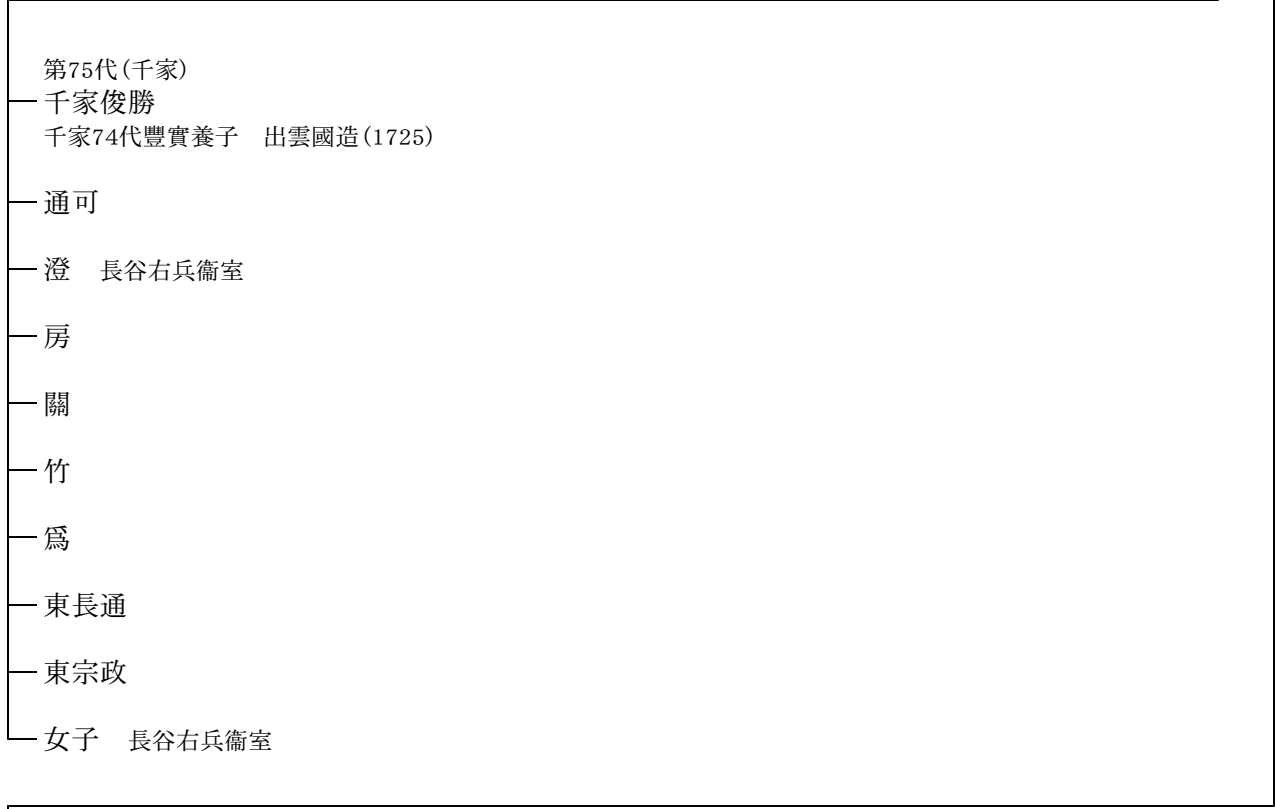 第75代(千家)
千家俊勝
千家74代豐實養子　出雲國造(1725)
通可
澄　長谷右兵衞室
房
關
竹
爲
東長通
東宗政
女子　長谷右兵衞室